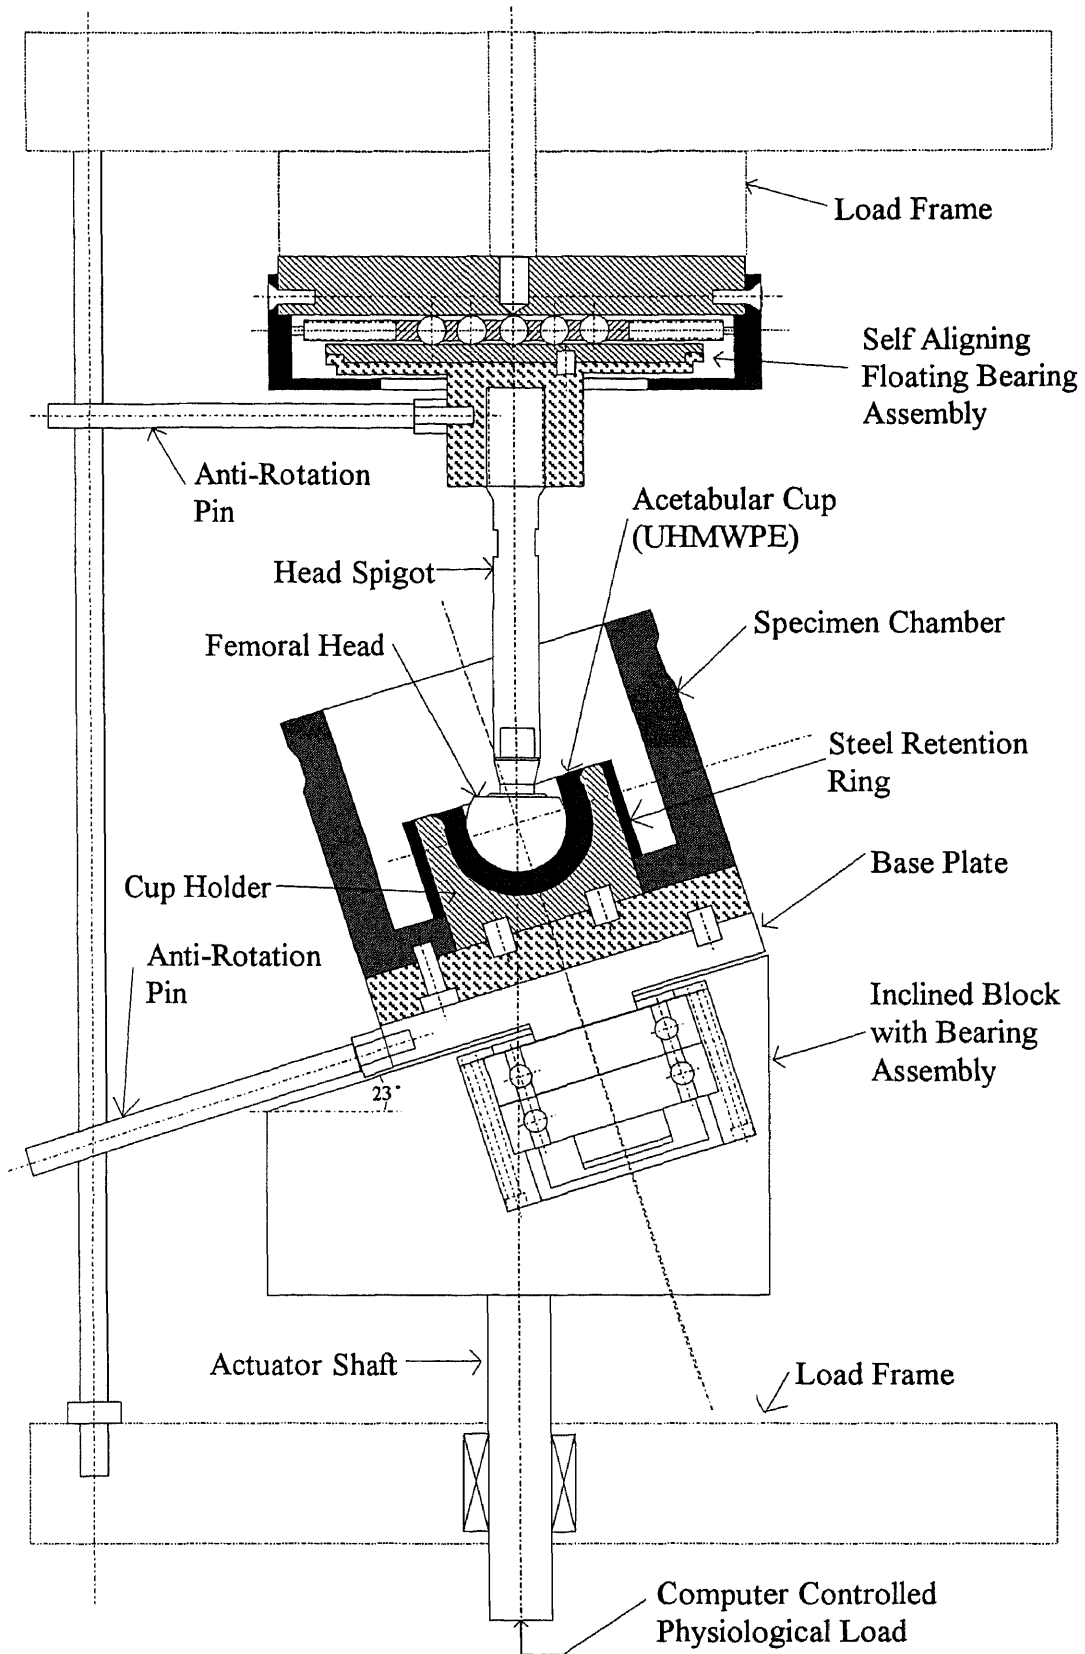 Load Frame
Self Aligning
Floating Bearing
Assembly
Anti-Rotation
Pin
Acetabular Cup
(UHMWPE)
Head Spigot
Specimen Chamber
Femoral Head
Steel Retention
Ring
Base Plate
Cup Holder
Anti-Rotation
Pin
Inclined Block
with Bearing
Assembly
23°
Actuator Shaft
Load Frame
Computer Controlled
Physiological Load